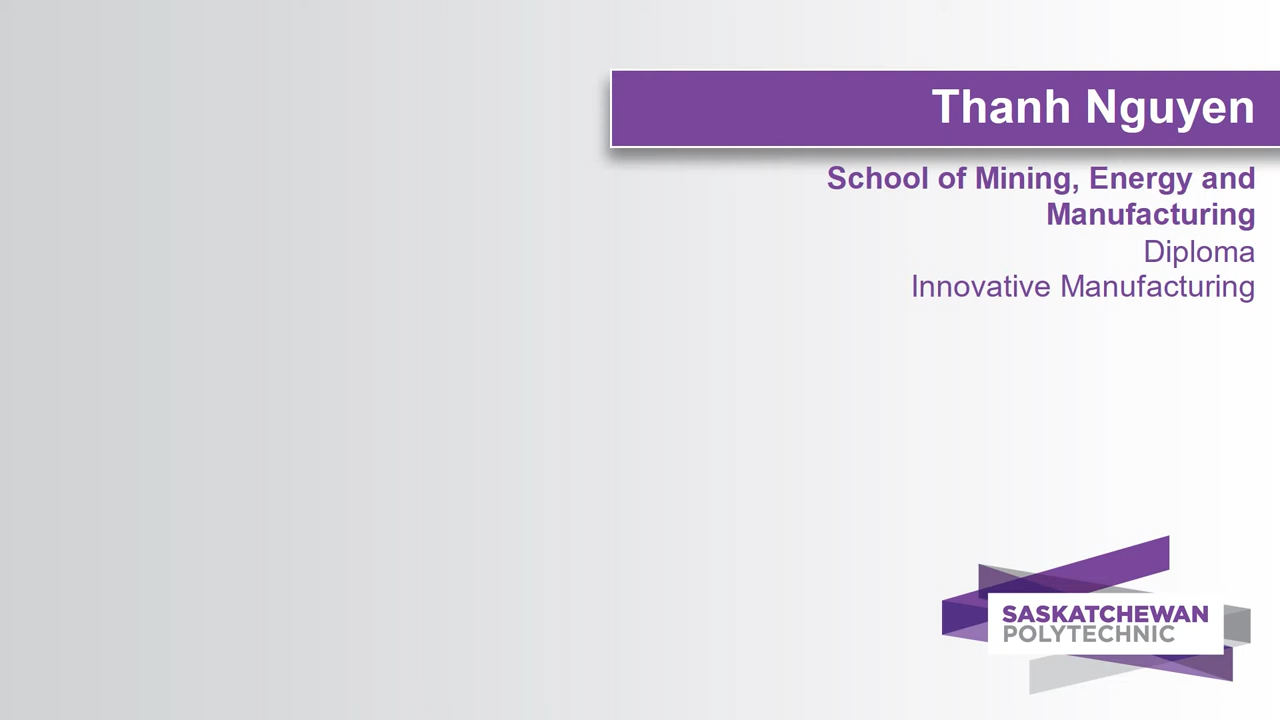 Thanh Nguyen
School of Mining, Energy and
Manufacturing
Diploma
Innovative Manufacturing
SASKATCHEWAN
POLYTECHNIC